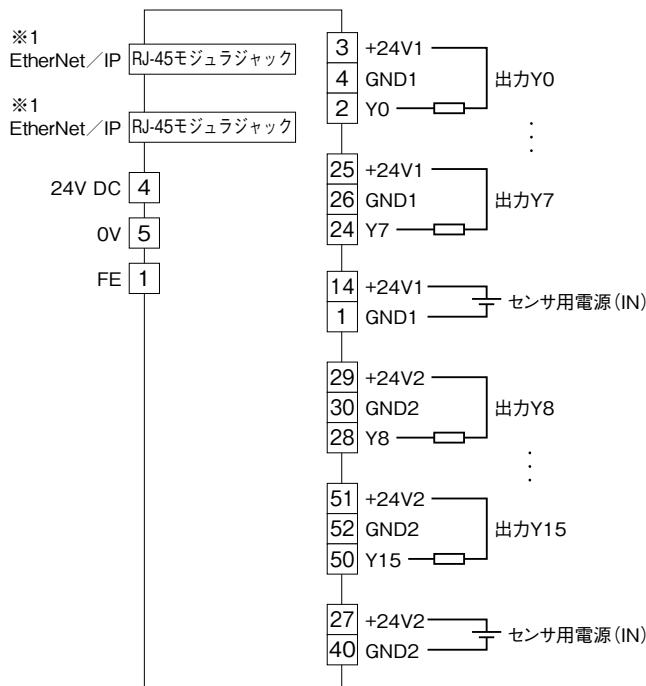 ※1
EtherNet／IP RJ-45モジュラジャック
※1
EtherNet／IP RJ-45モジュラジャック
24V DC 4
0V 5
FE 1
3 +24V1
4 GND1 出力Y0
2 Y0
25 +24V1
26 GND1 出力Y7
24 Y7
14 +24V1
センサ用電源（IN）
1 GND1
29 +24V2
30 GND2 出力Y8
28 Y8
51 +24V2
52 GND2 出力Y15
50 Y15
27 +24V2
センサ用電源（IN）
40 GND2